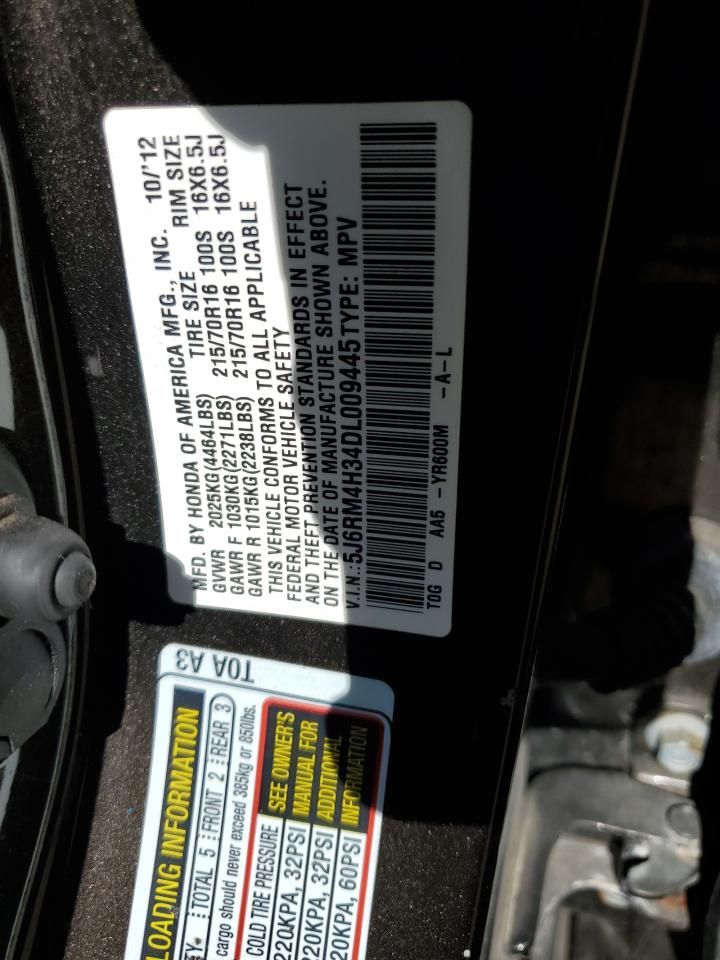 MFD. BY HONDA OF AMERICA MFG., INC. 10/'12
GVWR 2025KG(4464LBS) TIRE SIZE RIM SIZE
GAWR F 1030KG(2271LBS) 215/70R16 100S 16X6.5J
GAWR R 1015KG(2238LBS) 215/70R16 100S 16X6.5J
THIS VEHICLE CONFORMS TO ALL APPLICABLE
FEDERAL MOTOR VEHICLE SAFETY
AND THEFT PREVENTION STANDARDS IN EFFECT
ON THE DATE OF MANUFACTURE SHOWN ABOVE.
V.I.N.:5J6RM4H34DL009445 TYPE: MPV
T0G D AA5 -YR600M -A-L
T0A A3
LOADING INFORMATION
TOTAL 5 FRONT 2 REAR 3
cargo should never exceed 385kg or 850lbs.
COLD TIRE PRESSURE
220KPA, 32PSI
220KPA, 32PSI
20KPA, 60PSI
SEE OWNER'S
MANUAL FOR
ADDITIONAL
INFORMATION